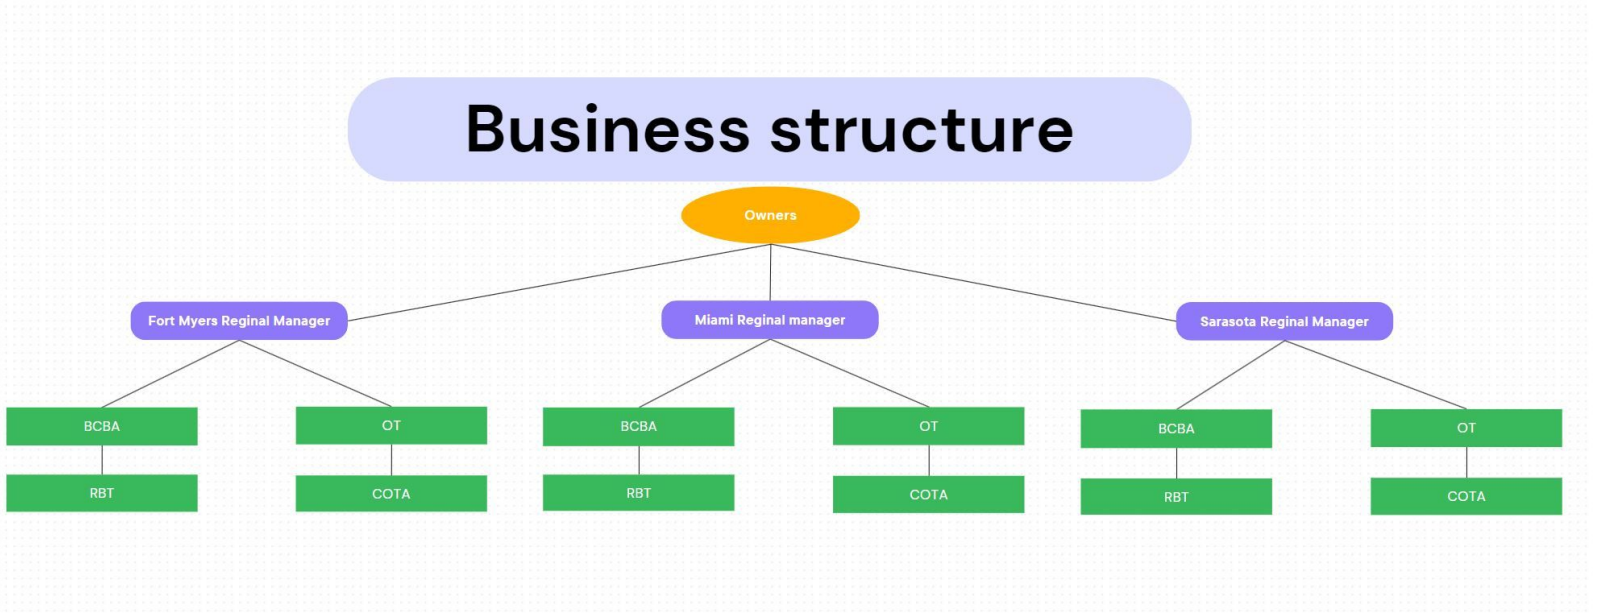 Business structure
Owners
Fort Myers Reginal Manager
Miami Reginal manager
Sarasota Reginal Manager
BCBA
OT
BCBA
OT
BCBA
OT
RBT
COTA
RBT
COTA
RBT
COTA